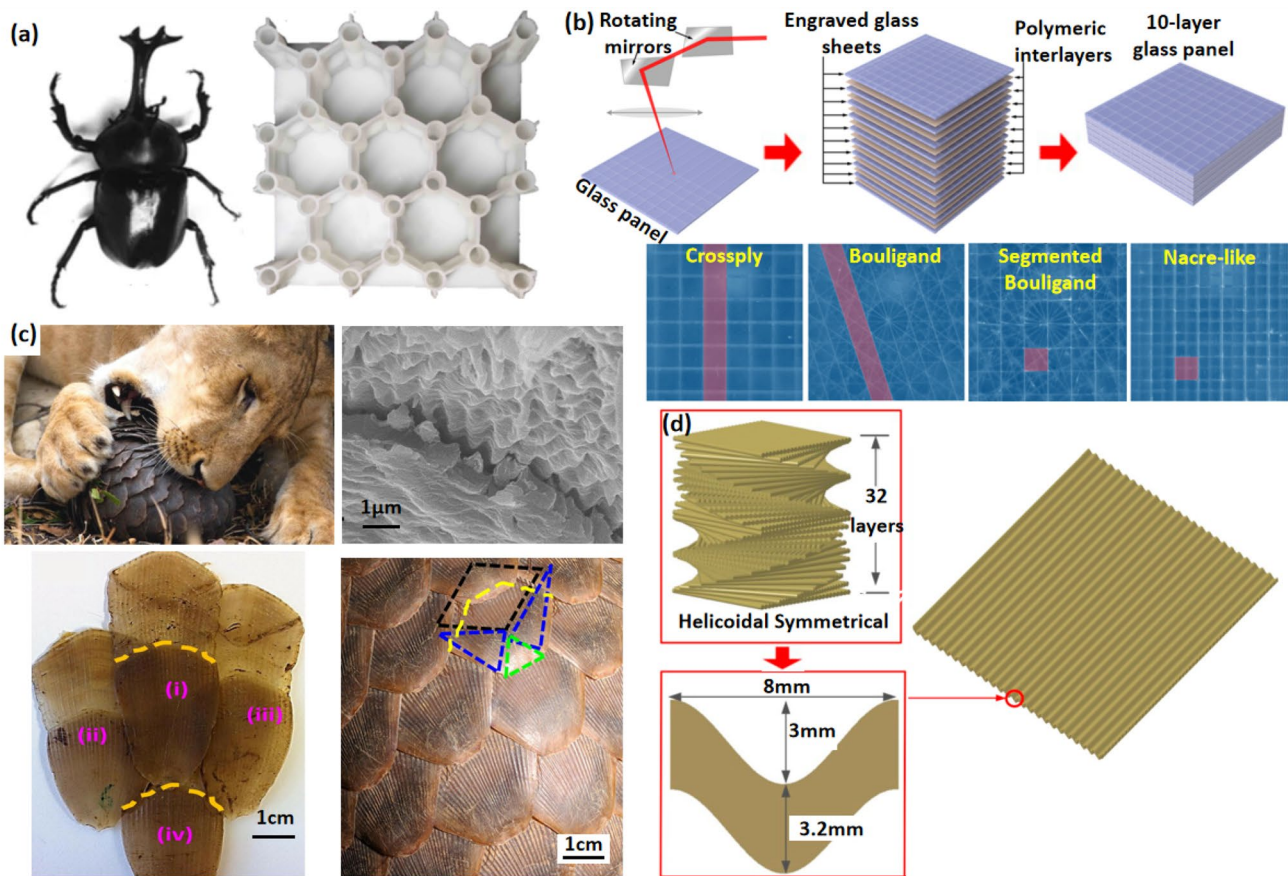 (a)
(b)
Rotating
mirrors
Glass panel
Engraved glass
sheets
Polymeric
interlayers
10-layer
glass panel
Crossply
Bouligand
Segmented
Bouligand
Nacre-like
(c)
1μm
(i)
(ii)
(iii)
(iv)
1cm
1cm
(d)
32
layers
Helicoidal Symmetrical
8mm
3mm
3.2mm